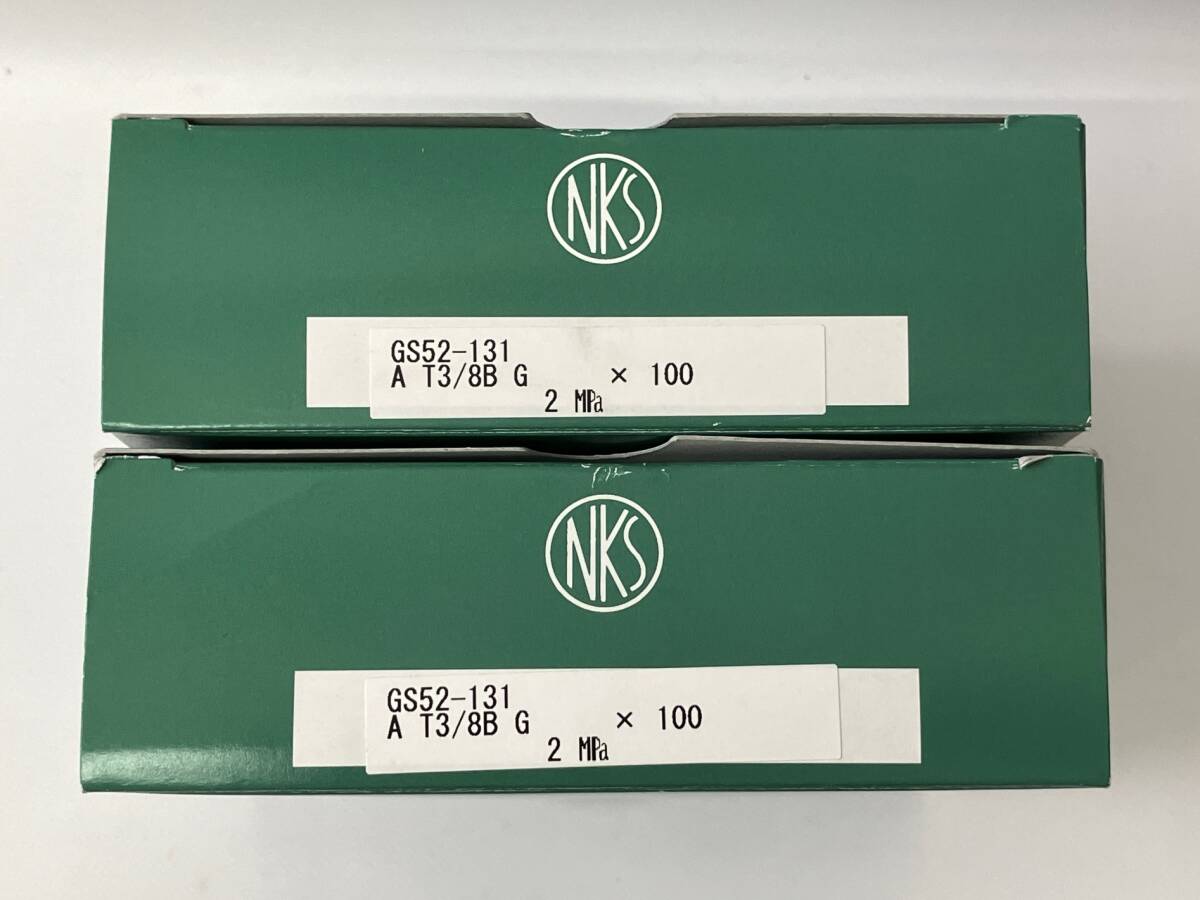 NKS
GS52-131
A T3/8B G × 100
2 MPa
NKS
GS52-131
A T3/8B G × 100
2 MPa